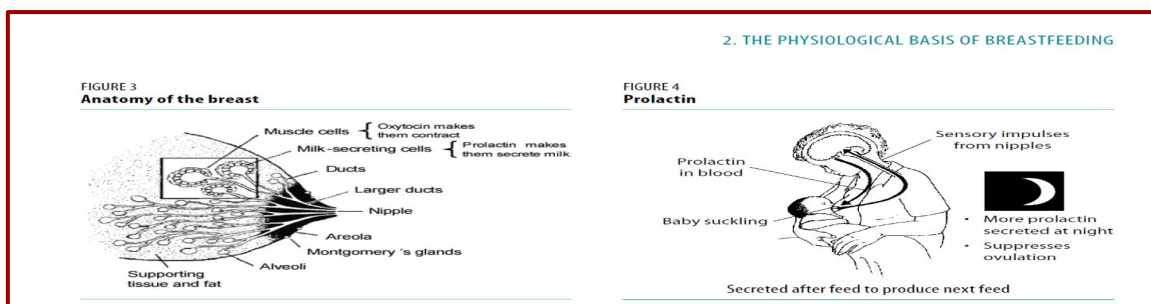 2. THE PHYSIOLOGICAL BASIS OF BREASTFEEDING
FIGURE 3
Anatomy of the breast
Muscle cells { Oxytocin makes
them contract
Milk-secreting cells { Prolactin makes
them secrete milk
Ducts
Larger ducts
Nipple
Areola
Montgomery 's glands
Alveoli
Supporting
tissue and fat
FIGURE 4
Prolactin
Sensory impulses
from nipples
Prolactin
in blood
Baby suckling
• More prolactin
secreted at night
• Suppresses
ovulation
Secreted after feed to produce next feed